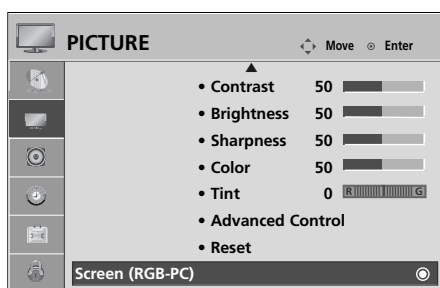 PICTURE Move Enter
• Contrast 50
• Brightness 50
• Sharpness 50
• Color 50
• Tint 0 R G
• Advanced Control
• Reset
Screen (RGB-PC)